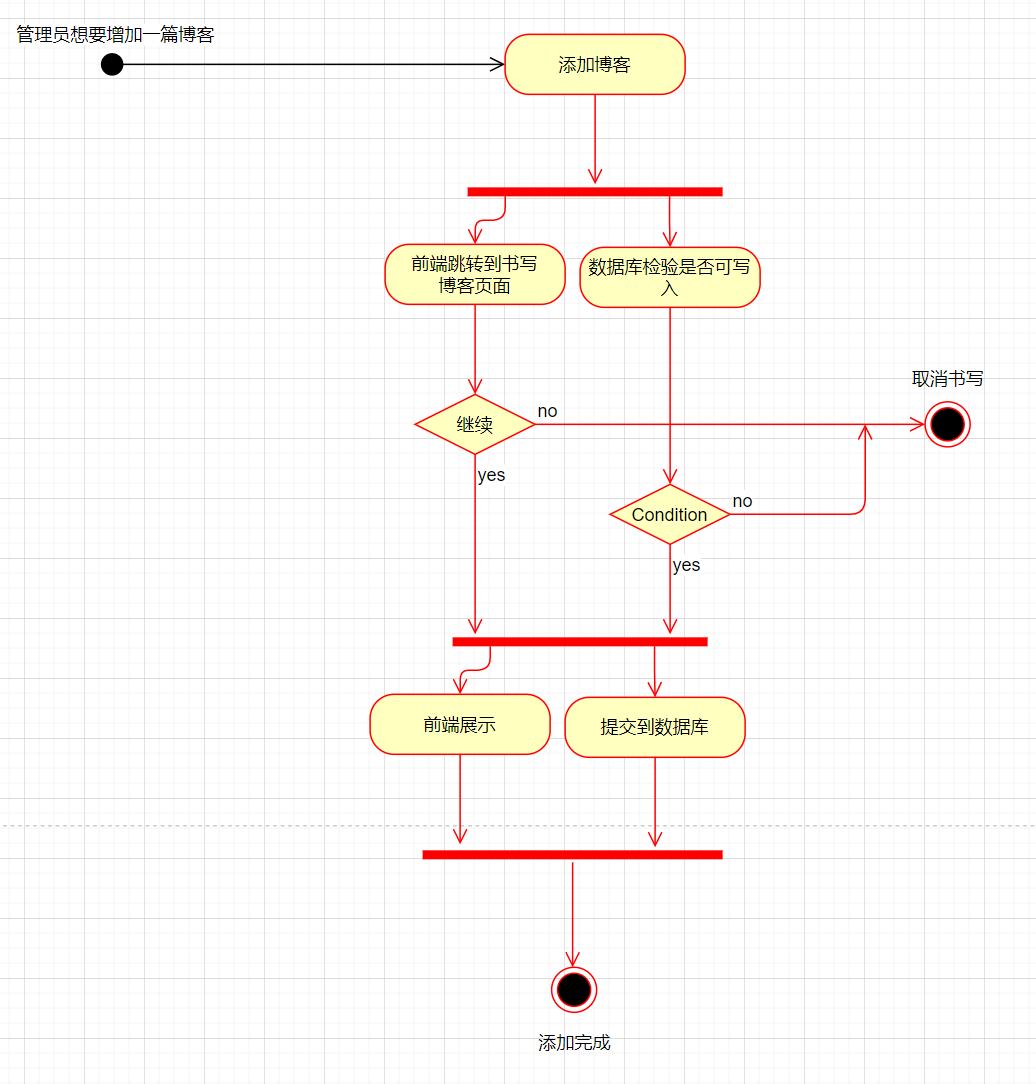 管理员想要增加一篇博客
添加博客
前端跳转到书写
博客页面
数据库检验是否可写
入
取消书写
继续
no
yes
Condition
no
yes
前端展示
提交到数据库
添加完成